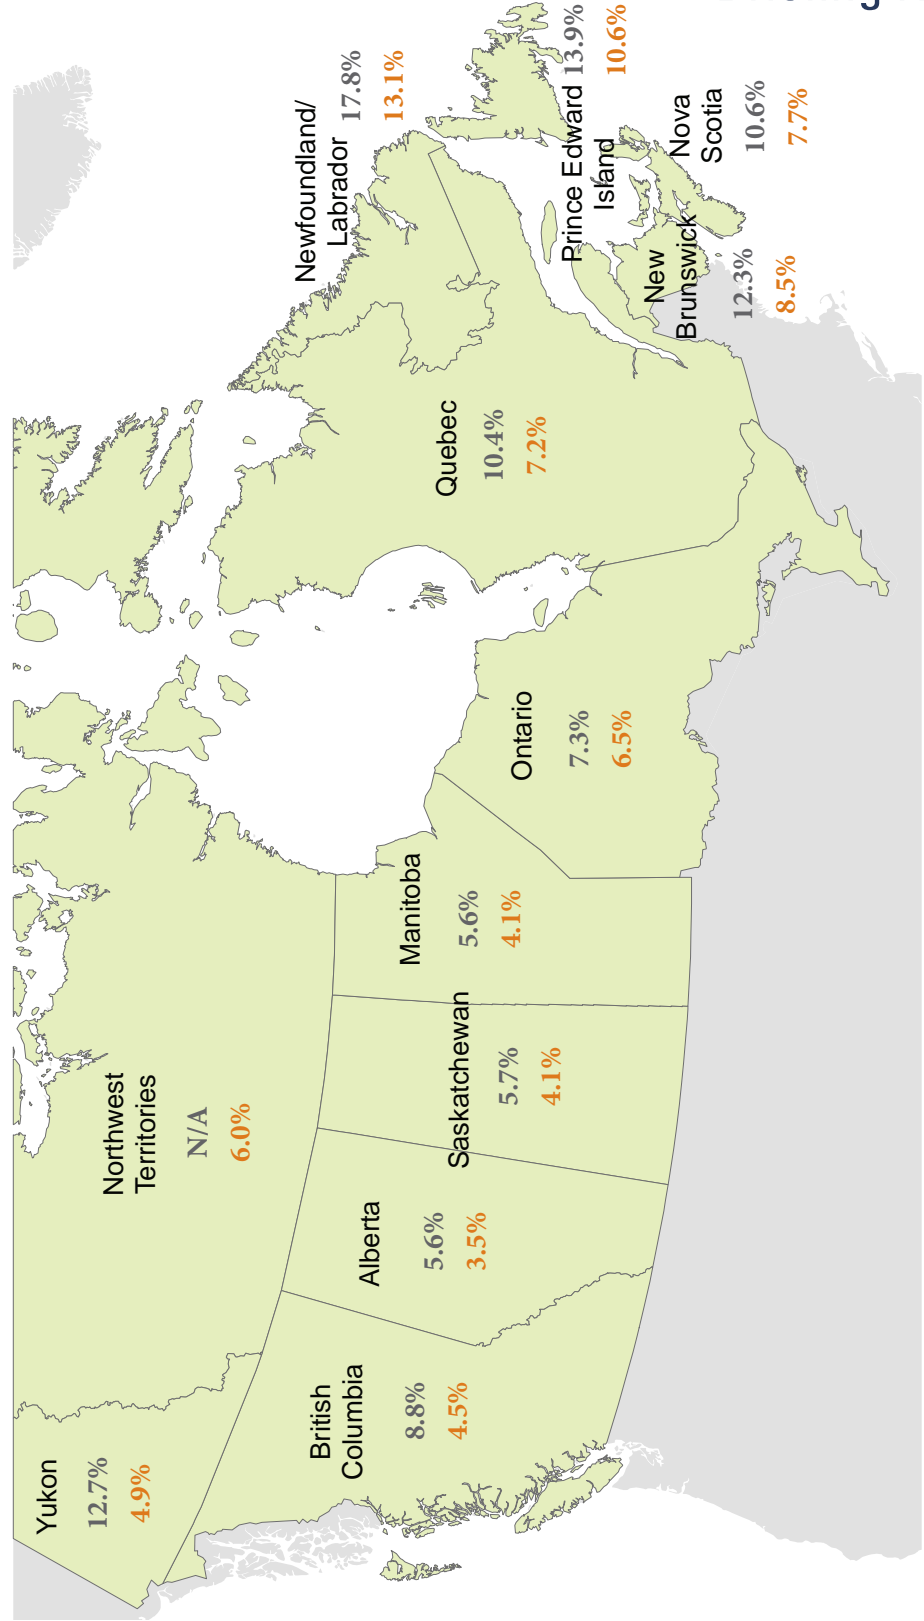 Yukon
12.7%
4.9%
Northwest
Territories
N/A
6.0%
British
Columbia
8.8%
4.5%
Alberta
5.6%
3.5%
Saskatchewan
5.7%
4.1%
Manitoba
5.6%
4.1%
Ontario
7.3%
6.5%
Quebec
10.4%
7.2%
Newfoundland/
Labrador
17.8%
13.1%
Prince Edward
Island
13.9%
10.6%
New
Brunswick
12.3%
8.5%
Nova
Scotia
10.6%
7.7%